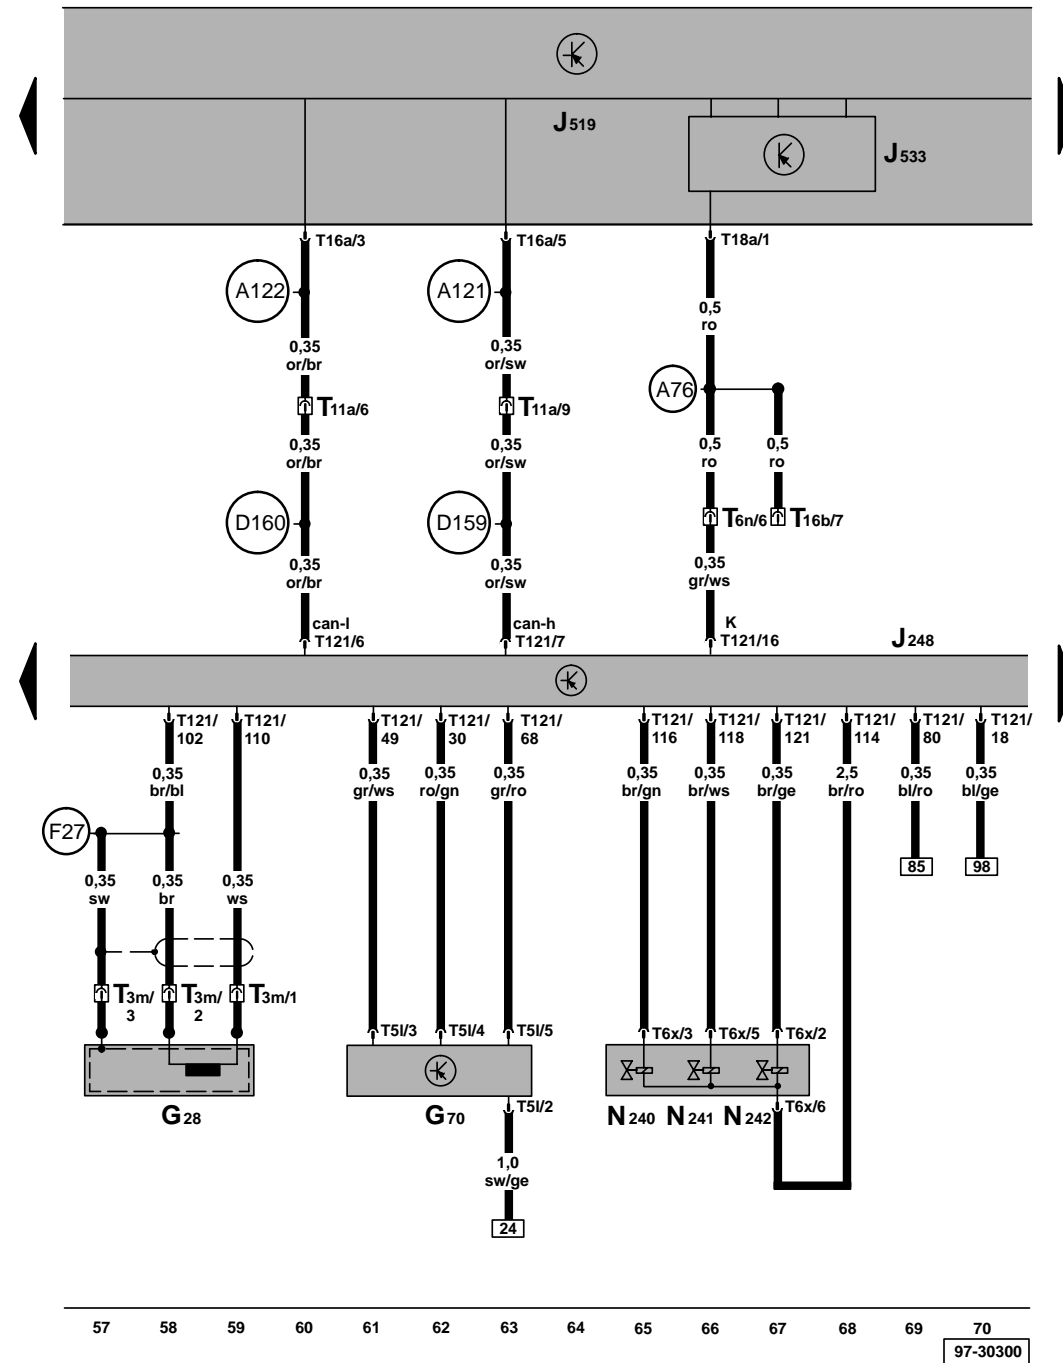 J519
J533
T16a/3
T16a/5
T18a/1
A122
A121
0,5
ro
0,35
or/br
0,35
or/sw
A76
T11a/6
T11a/9
0,35
or/br
0,35
or/sw
0,5
ro
0,5
ro
D160
D159
T6n/6
T16b/7
0,35
or/br
0,35
or/sw
0,35
gr/ws
can-l
T121/6
can-h
T121/7
K
T121/16
J248
T121/
102
T121/
110
T121/
49
T121/
30
T121/
68
T121/
116
T121/
118
T121/
121
T121/
114
T121/
80
T121/
18
0,35
br/bl
0,35
gr/ws
0,35
ro/gn
0,35
gr/ro
0,35
br/gn
0,35
br/ws
0,35
br/ge
2,5
br/ro
0,35
bl/ro
0,35
bl/ge
F27
85
98
0,35
sw
0,35
br
0,35
ws
T3m/
3
T3m/
2
T3m/1
T5l/3
T5l/4
T5l/5
T6x/3
T6x/5
T6x/2
G28
G70
T5l/2
N240
N241
N242
T6x/6
1,0
sw/ge
24
57 58 59 60 61 62 63 64 65 66 67 68 69 70
97-30300